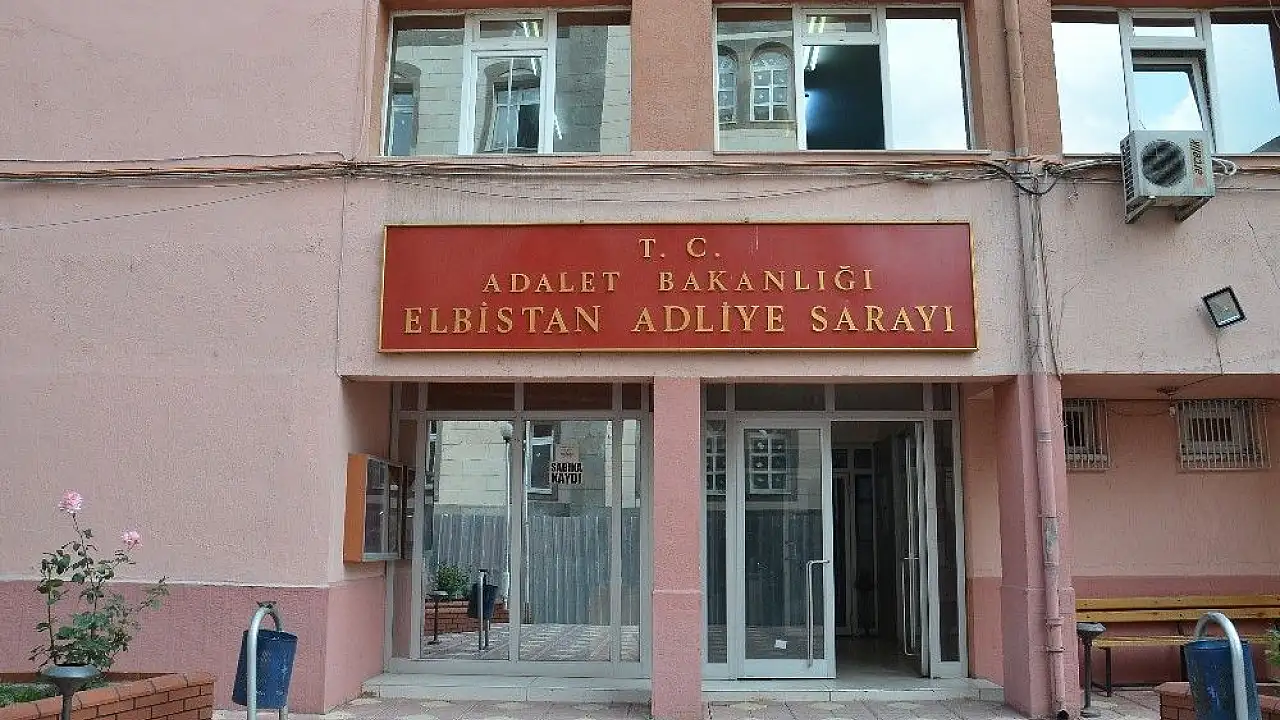 T. C.
ADALET BAKANLIĞI
ELBİSTAN ADLİYE SARAYI
SABIKA
KAYDI